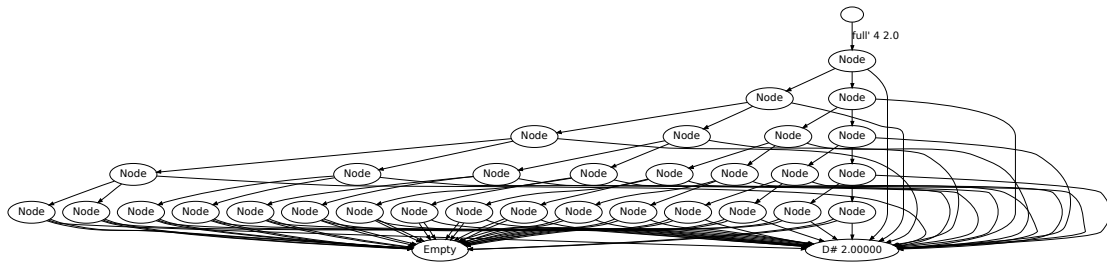 full' 4 2.0
Node
Node Node
Node Node Node Node
Node Node Node Node Node Node Node Node
Node Node Node Node Node Node Node Node Node Node Node Node Node Node Node Node
Empty D# 2.00000